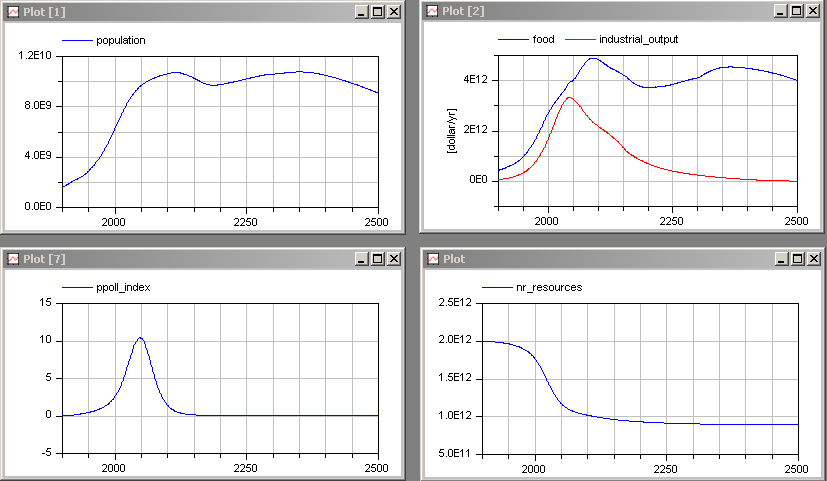 Plot [1]
population
1.2E10
8.0E9
4.0E9
0.0E0
2000 2250 2500
Plot [2]
food industrial_output
[dollar/yr]
4E12
2E12
0E0
2000 2250 2500
Plot [7]
ppoll_index
15
10
5
0
-5
2000 2250 2500
Plot
nr_resources
2.5E12
2.0E12
1.5E12
1.0E12
5.0E11
2000 2250 2500